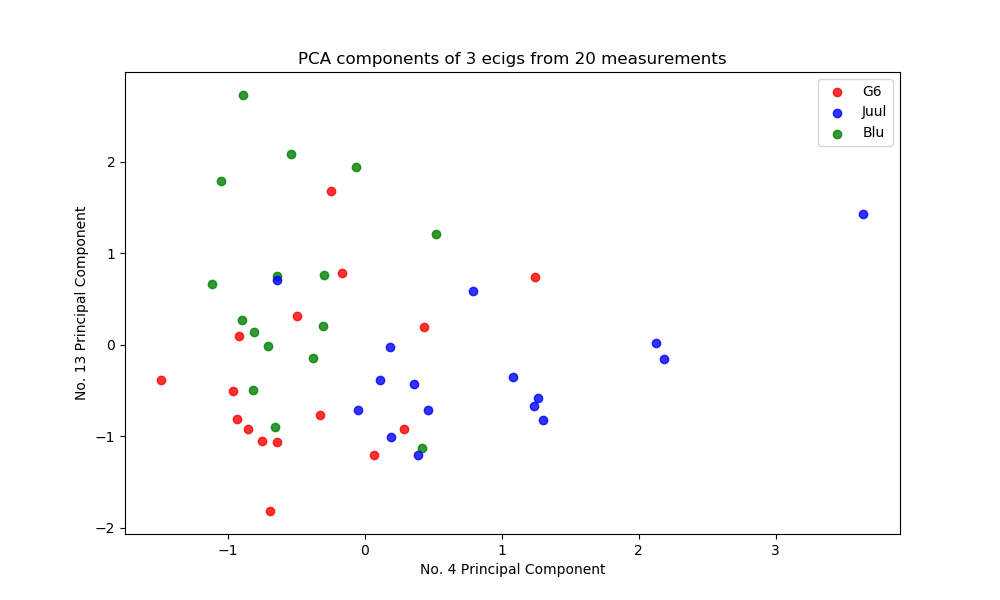 PCA components of 3 ecigs from 20 measurements
G6
Juul
Blu
2
1
0
−1
−2
No. 13 Principal Component
−1
0
1
2
3
No. 4 Principal Component